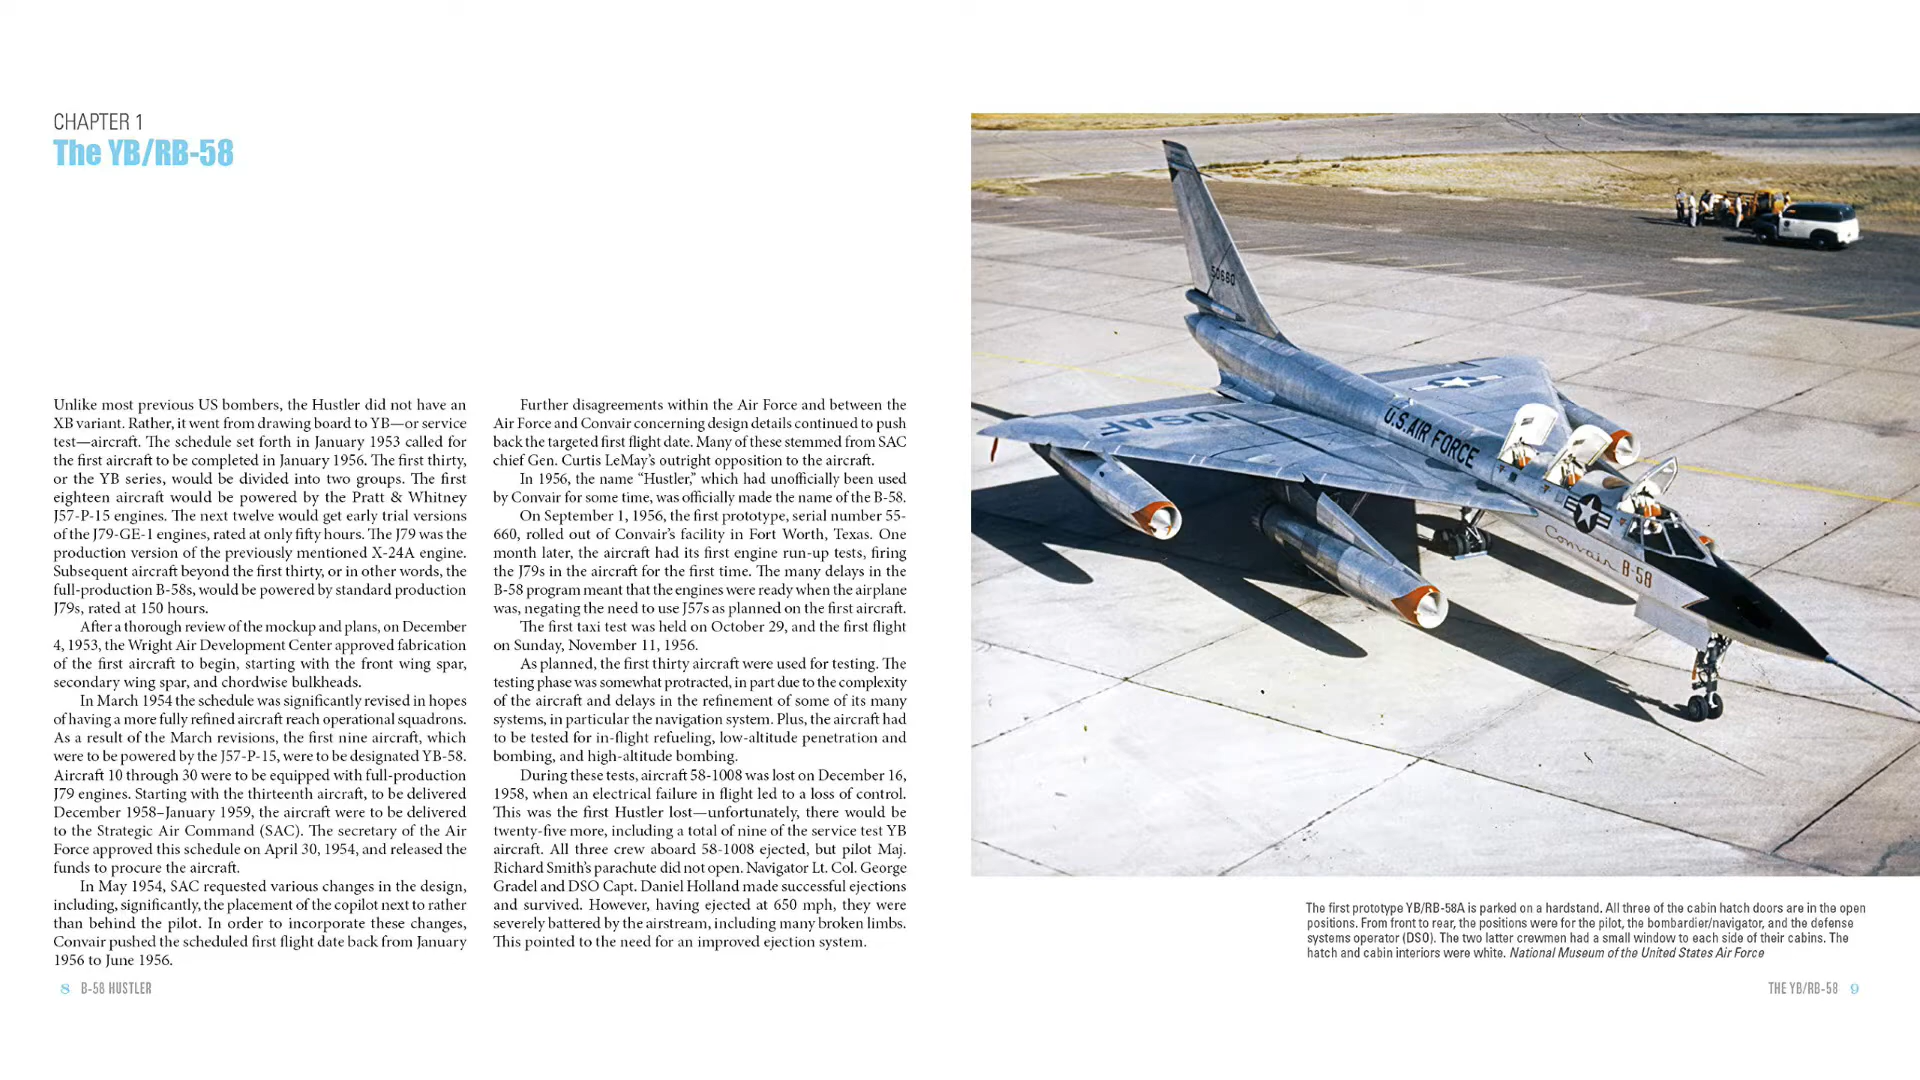 CHAPTER 1
The YB/RB-58
Unlike most previous US bombers, the Hustler did not have an
XB variant. Rather, it went from drawing board to YB—or service
test—aircraft. The schedule set forth in January 1953 called for
the first aircraft to be completed in January 1956. The first thirty,
or the YB series, would be divided into two groups. The first
eighteen aircraft would be powered by the Pratt & Whitney
J57-P-15 engines. The next twelve would get early trial versions
of the J79-GE-1 engines, rated at only fifty hours. The J79 was the
production version of the previously mentioned X-24A engine.
Subsequent aircraft beyond the first thirty, or in other words, the
full-production B-58s, would be powered by standard production
J79s, rated at 150 hours.
After a thorough review of the mockup and plans, on December
4, 1953, the Wright Air Development Center approved fabrication
of the first aircraft to begin, starting with the front wing spar,
secondary wing spar, and chordwise bulkheads.
In March 1954 the schedule was significantly revised in hopes
of having a more fully refined aircraft reach operational squadrons.
As a result of the March revisions, the first nine aircraft, which
were to be powered by the J57-P-15, were to be designated YB-58.
Aircraft 10 through 30 were to be equipped with full-production
J79 engines. Starting with the thirteenth aircraft, to be delivered
December 1958–January 1959, the aircraft were to be delivered
to the Strategic Air Command (SAC). The secretary of the Air
Force approved this schedule on April 30, 1954, and released the
funds to procure the aircraft.
In May 1954, SAC requested various changes in the design,
including, significantly, the placement of the copilot next to rather
than behind the pilot. In order to incorporate these changes,
Convair pushed the scheduled first flight date back from January
1956 to June 1956.
Further disagreements within the Air Force and between the
Air Force and Convair concerning design details continued to push
back the targeted first flight date. Many of these stemmed from SAC
chief Gen. Curtis LeMay's outright opposition to the aircraft.
In 1956, the name “Hustler,” which had unofficially been used
by Convair for some time, was officially made the name of the B-58.
On September 1, 1956, the first prototype, serial number 55-
660, rolled out of Convair's facility in Fort Worth, Texas. One
month later, the aircraft had its first engine run-up tests, firing
the J79s in the aircraft for the first time. The many delays in the
B-58 program meant that the engines were ready when the airplane
was, negating the need to use J57s as planned on the first aircraft.
The first taxi test was held on October 29, and the first flight
on Sunday, November 11, 1956.
As planned, the first thirty aircraft were used for testing. The
testing phase was somewhat protracted, in part due to the complexity
of the aircraft and delays in the refinement of some of its many
systems, in particular the navigation system. Plus, the aircraft had
to be tested for in-flight refueling, low-altitude penetration and
bombing, and high-altitude bombing.
During these tests, aircraft 58-1008 was lost on December 16,
1958, when an electrical failure in flight led to a loss of control.
This was the first Hustler lost—unfortunately, there would be
twenty-five more, including a total of nine of the service test YB
aircraft. All three crew aboard 58-1008 ejected, but pilot Maj.
Richard Smith's parachute did not open. Navigator Lt. Col. George
Gradel and DSO Capt. Daniel Holland made successful ejections
and survived. However, having ejected at 650 mph, they were
severely battered by the airstream, including many broken limbs.
This pointed to the need for an improved ejection system.
8 B-58 HUSTLER
50660
USAF
U.S. AIR FORCE
Convair B-58
The first prototype YB/RB-58A is parked on a hardstand. All three of the cabin hatch doors are in the open
positions. From front to rear, the positions were for the pilot, the bombardier/navigator, and the defense
systems operator (DSO). The two latter crewmen had a small window to each side of their cabins. The
hatch and cabin interiors were white. National Museum of the United States Air Force
THE YB/RB-58 9